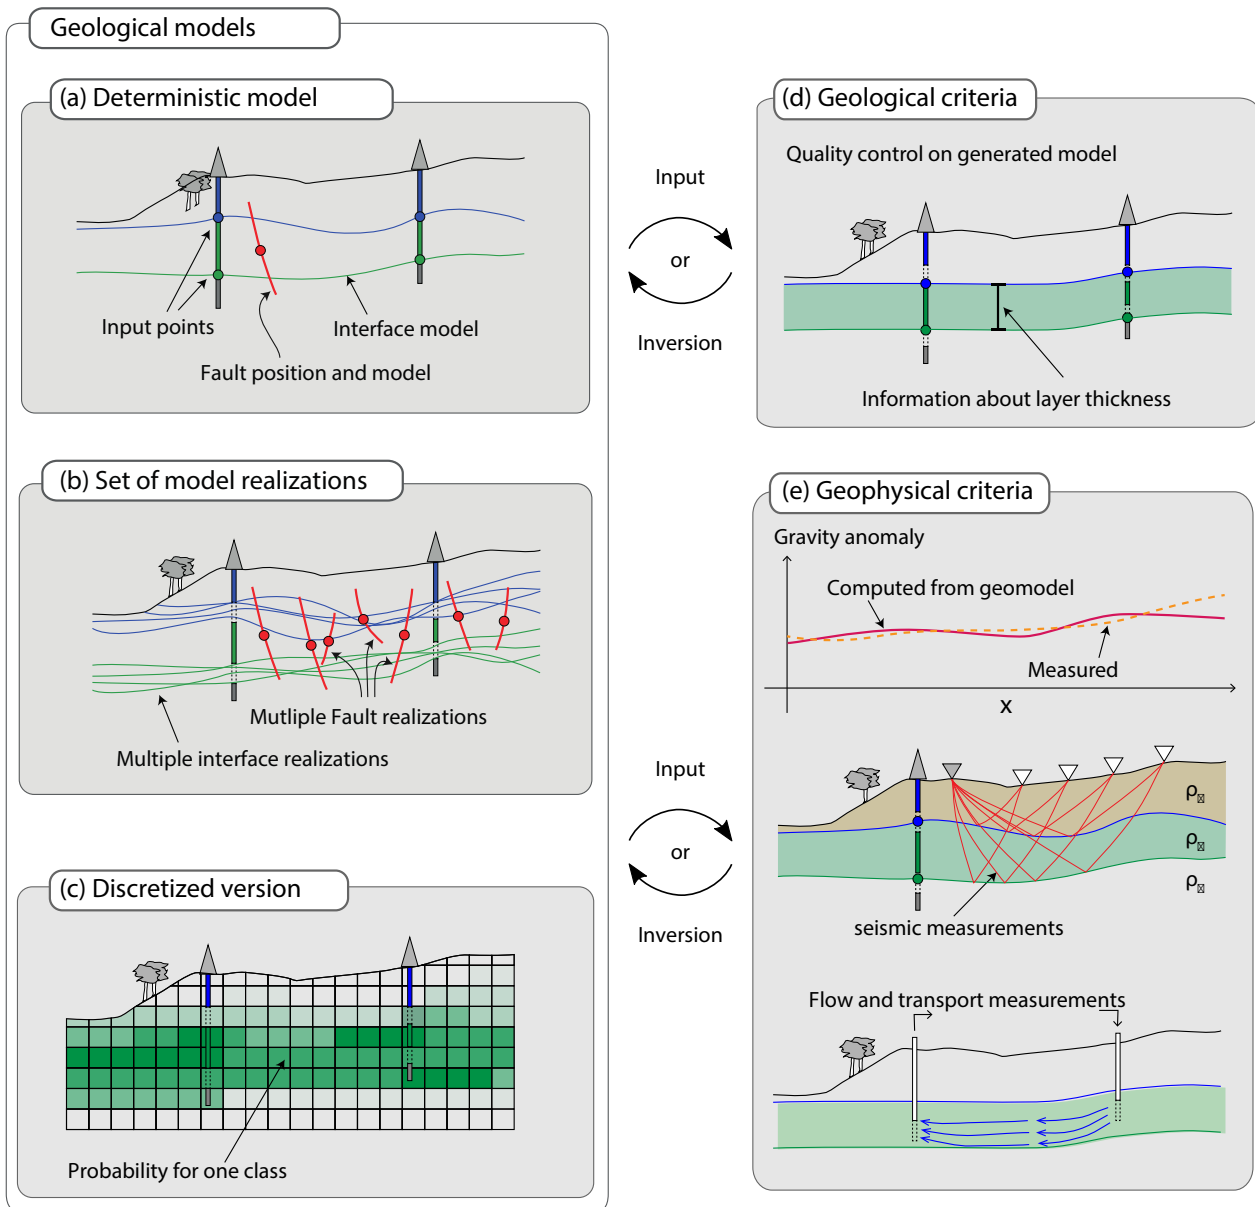 Geological models
(a) Deterministic model
Input points
Interface model
Fault position and model
(b) Set of model realizations
Mutliple Fault realizations
Multiple interface realizations
(c) Discretized version
Probability for one class
Input
or
Inversion
Input
or
Inversion
(d) Geological criteria
Quality control on generated model
Information about layer thickness
(e) Geophysical criteria
Gravity anomaly
Computed from geomodel
Measured
x
ρ
ρ
ρ
seismic measurements
Flow and transport measurements